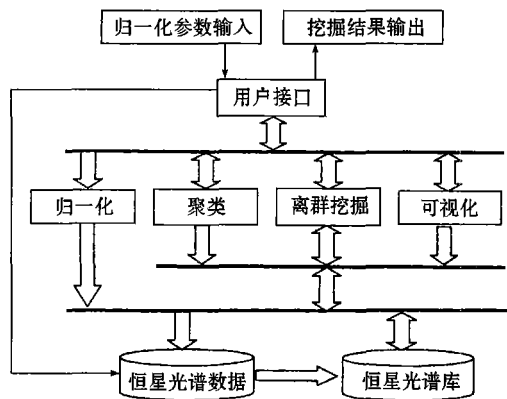 归一化参数输入
挖掘结果输出
用户接口
归一化
聚类
离群挖掘
可视化
恒星光谱数据
恒星光谱库